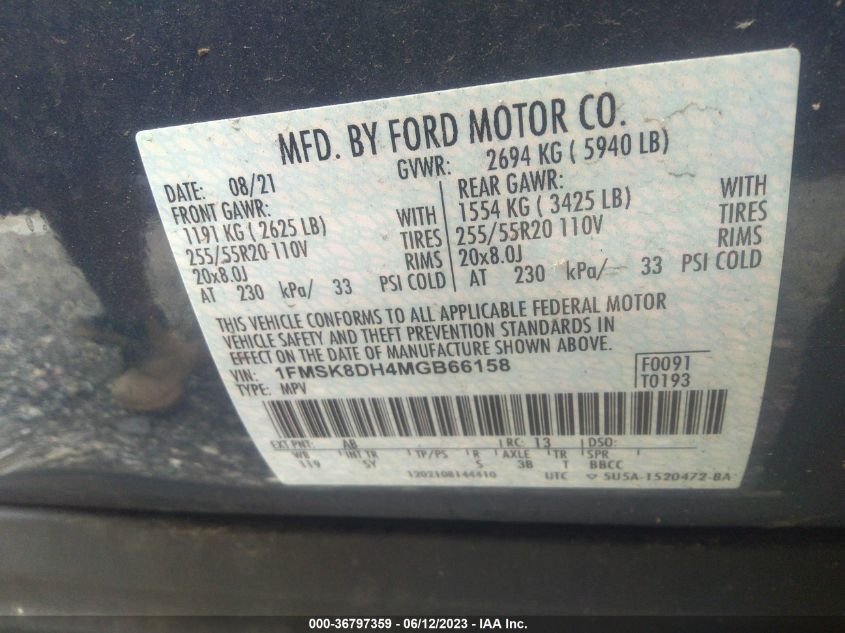 MFD. BY FORD MOTOR CO.
DATE: 08/21 GVWR: 2694 KG ( 5940 LB)
FRONT GAWR: REAR GAWR:
1191 KG ( 2625 LB) WITH 1554 KG ( 3425 LB) WITH
255/55R20 110V TIRES 255/55R20 110V TIRES
20x8.0J RIMS 20x8.0J RIMS
AT 230 kPa/ 33 PSI COLD AT 230 kPa/ 33 PSI COLD
THIS VEHICLE CONFORMS TO ALL APPLICABLE FEDERAL MOTOR
VEHICLE SAFETY AND THEFT PREVENTION STANDARDS IN
EFFECT ON THE DATE OF MANUFACTURE SHOWN ABOVE.
VIN: 1FMSK8DH4MGB66158 F0091
TYPE: MPV T0193
EXT PNT: AB RC: 13 DSO:
WB INT TR TP/PS R AXLE TR SPR
119 5Y S 3B T BBCC
1202108144410 UTC ▽ 5U5A-1520472-BA
000-36797359 - 06/12/2023 - IAA Inc.